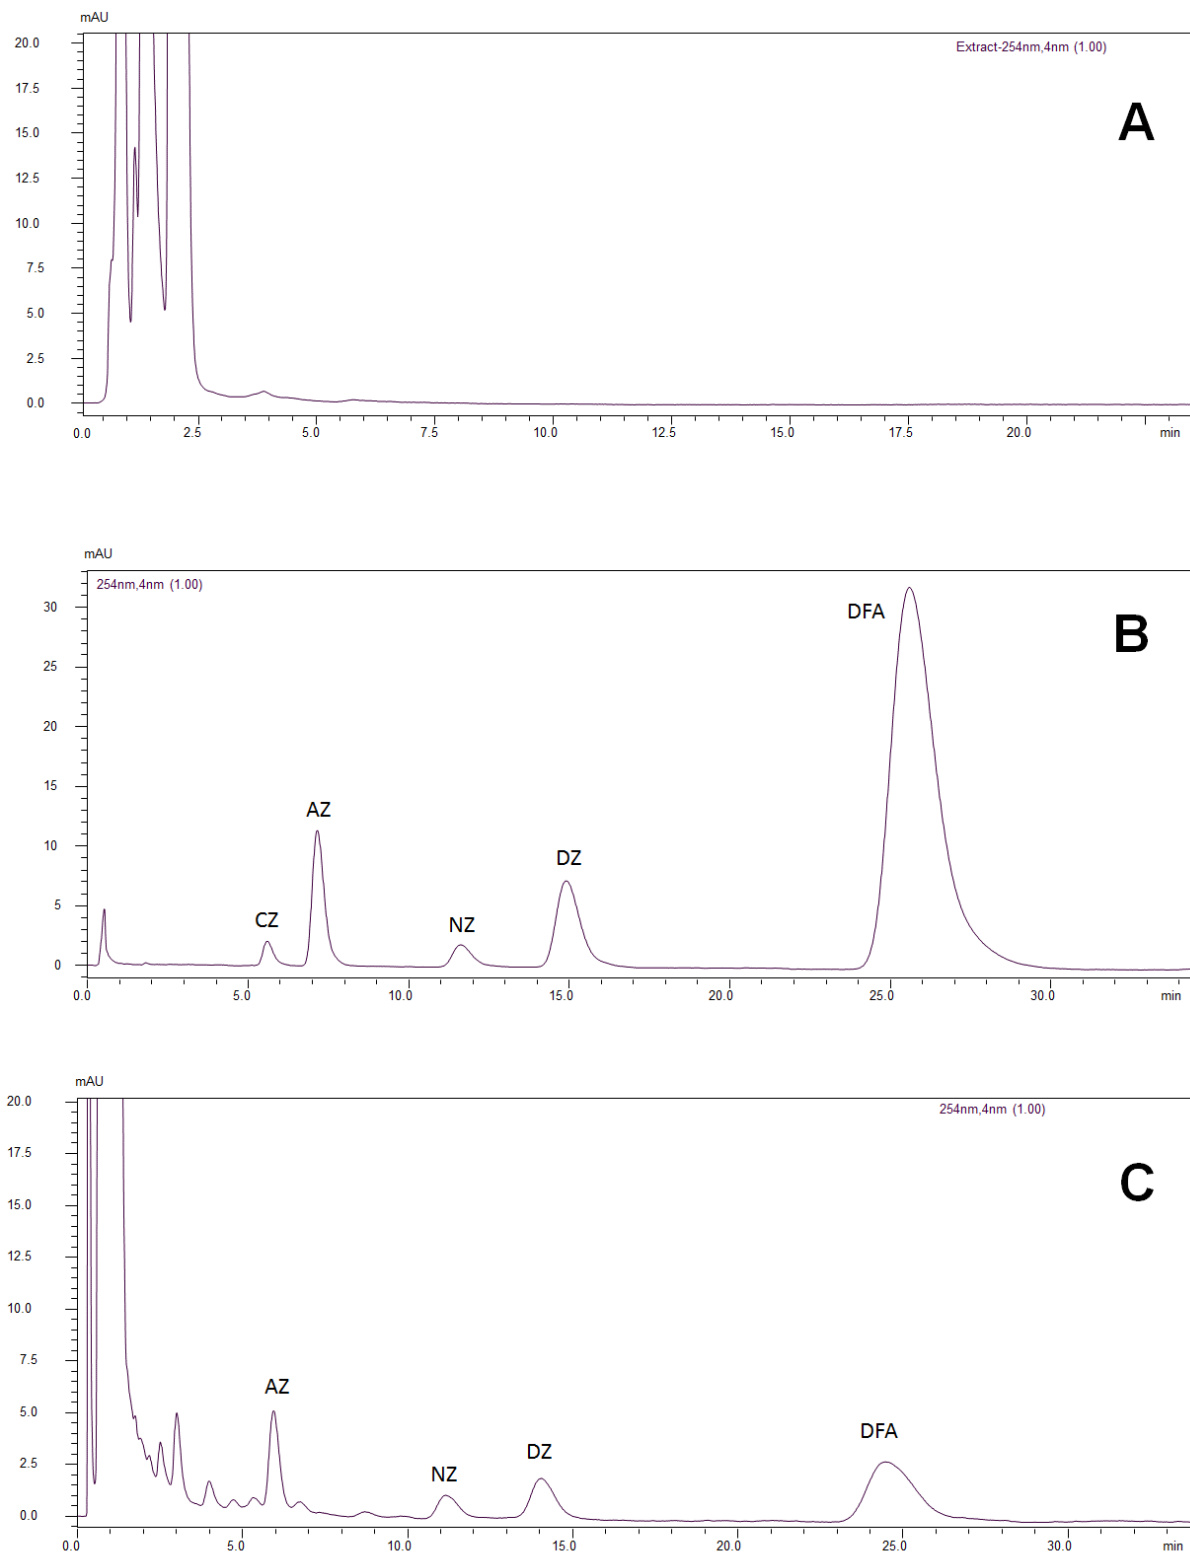 mAU
20.0
Extract-254nm,4nm (1.00)
17.5
A
15.0
12.5
10.0
7.5
5.0
2.5
0.0
0.0 2.5 5.0 7.5 10.0 12.5 15.0 17.5 20.0 min
mAU
254nm,4nm (1.00)
30
DFA
B
25
20
15
AZ
10
DZ
5
CZ
NZ
0
0.0 5.0 10.0 15.0 20.0 25.0 30.0 min
mAU
20.0
254nm,4nm (1.00)
17.5
C
15.0
12.5
10.0
7.5
AZ
5.0
DFA
DZ
2.5
NZ
0.0
0.0 5.0 10.0 15.0 20.0 25.0 30.0 min